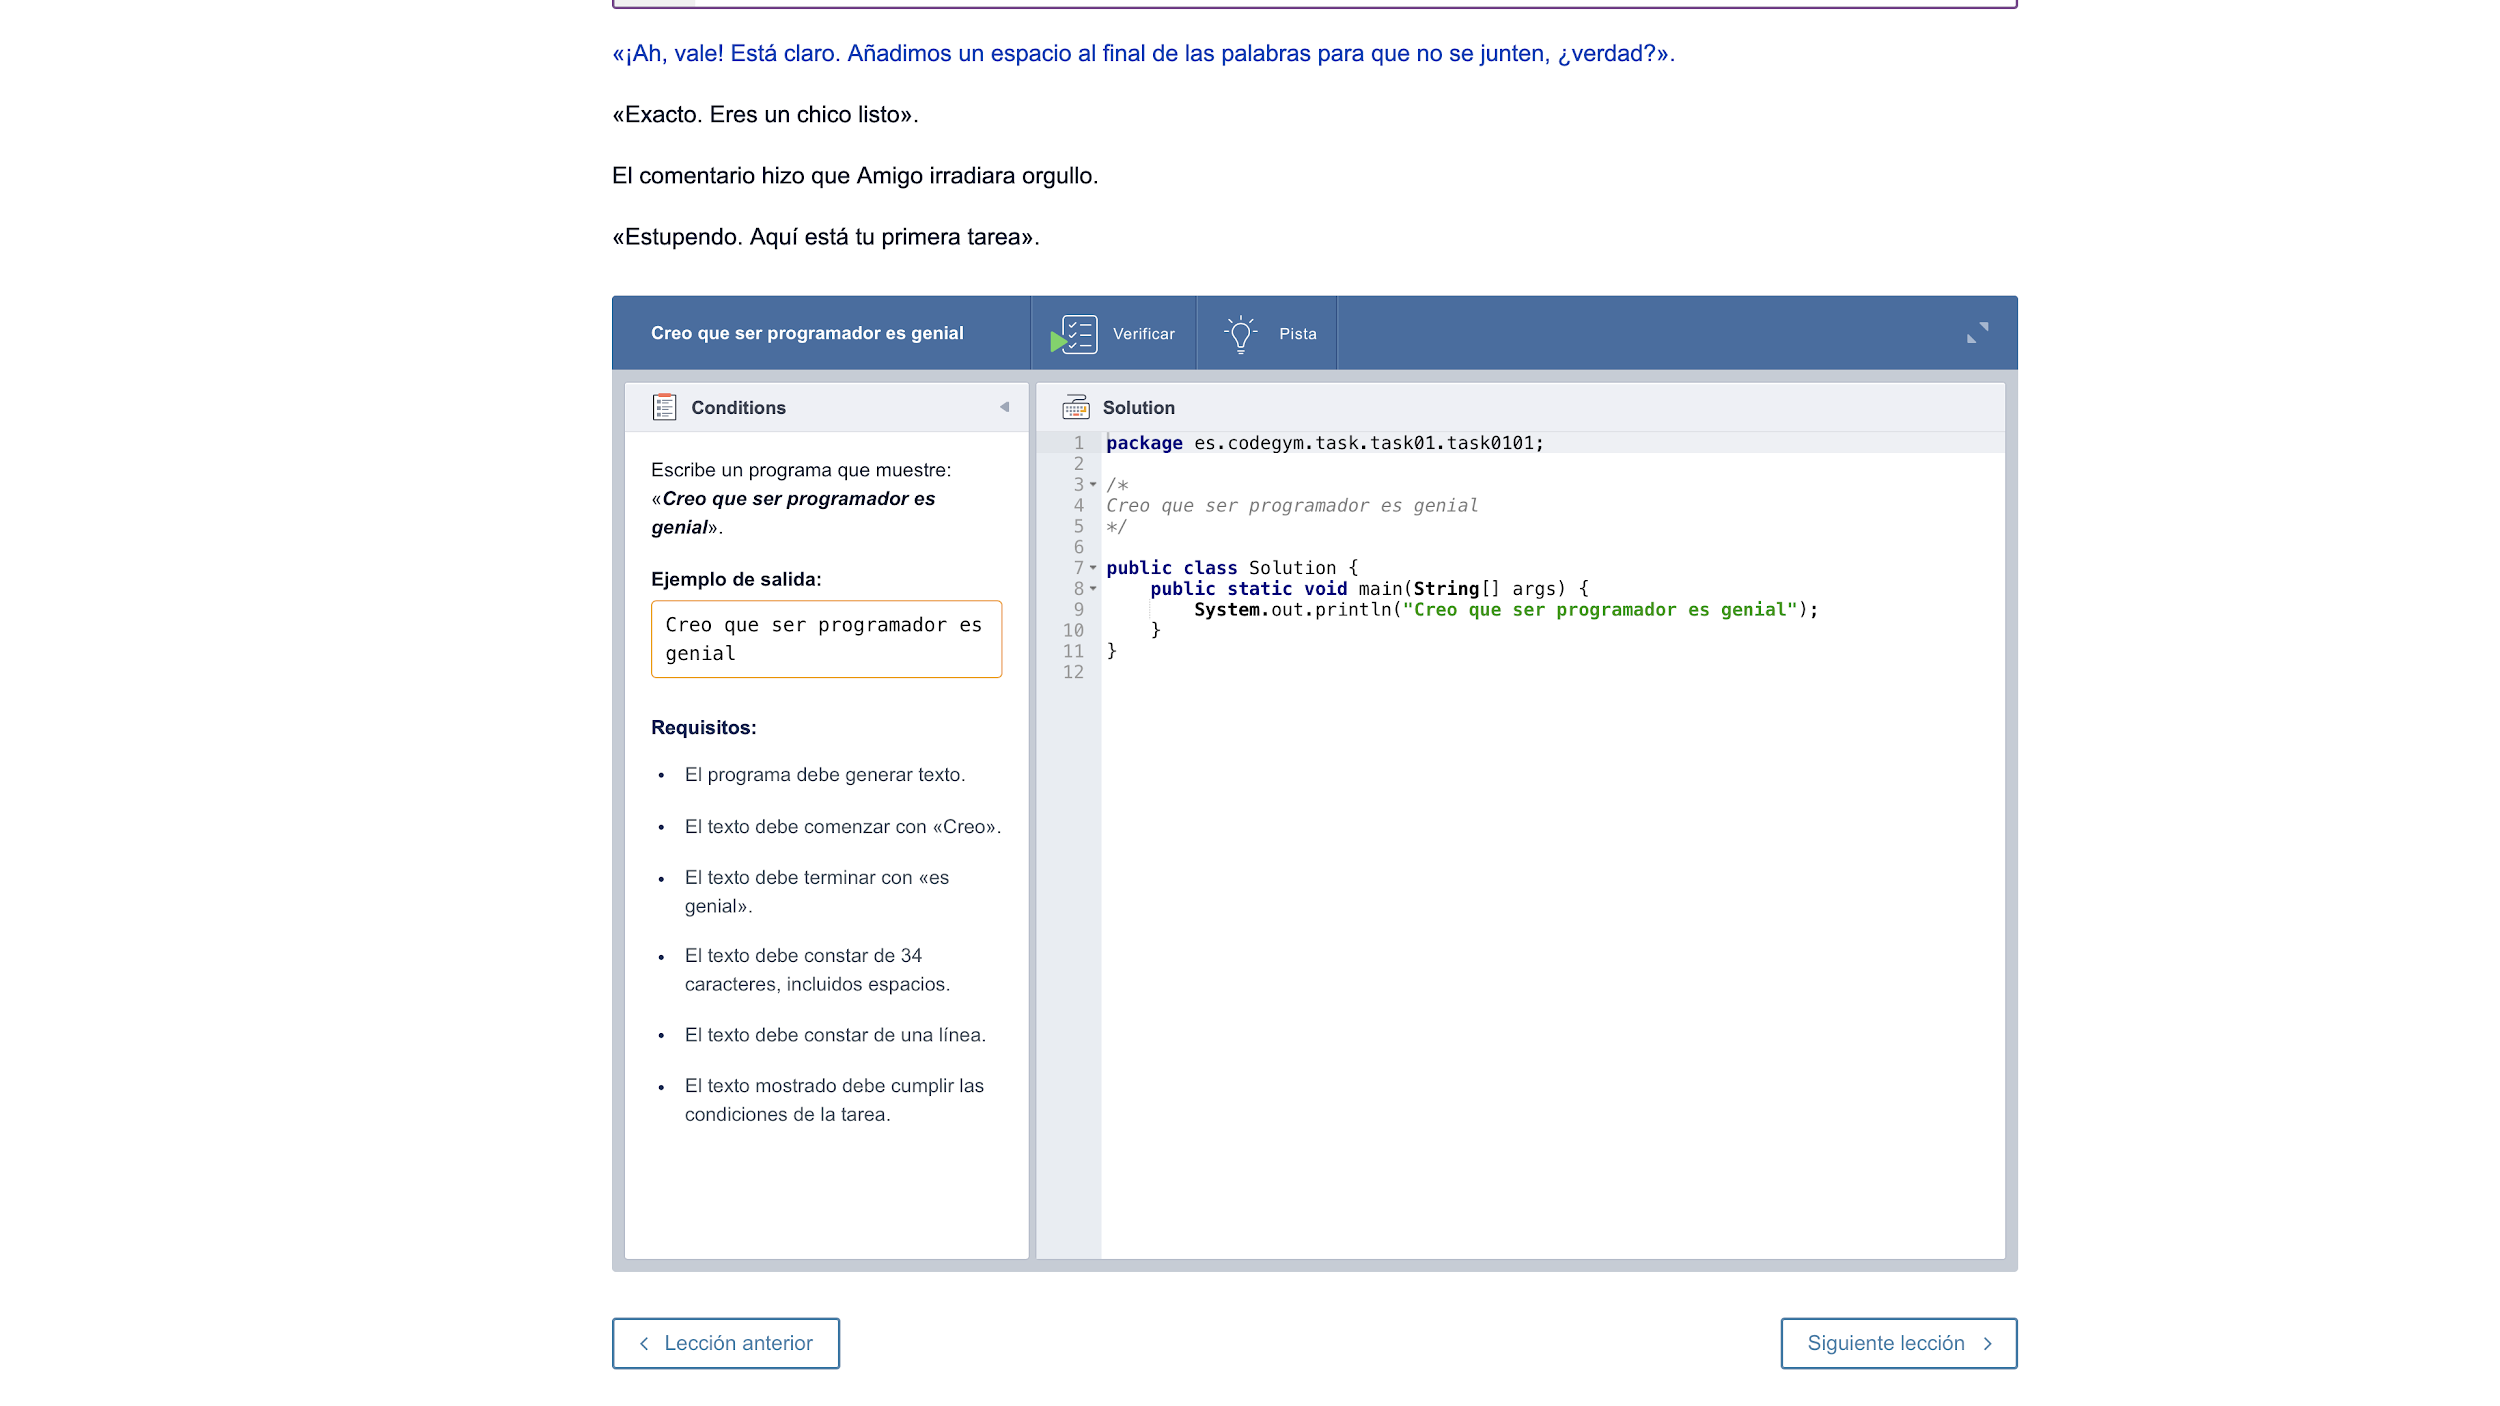 «¡Ah, vale! Está claro. Añadimos un espacio al final de las palabras para que no se junten, ¿verdad?».
«Exacto. Eres un chico listo».
El comentario hizo que Amigo irradiara orgullo.
«Estupendo. Aquí está tu primera tarea».
Creo que ser programador es genial
Verificar
Pista
Conditions
Escribe un programa que muestre:
«Creo que ser programador es
genial».
Ejemplo de salida:
Creo que ser programador es
genial
Requisitos:
• El programa debe generar texto.
• El texto debe comenzar con «Creo».
• El texto debe terminar con «es
genial».
• El texto debe constar de 34
caracteres, incluidos espacios.
• El texto debe constar de una línea.
• El texto mostrado debe cumplir las
condiciones de la tarea.
Solution
1 package es.codegym.task.task01.task0101;
2
3 /*
4 Creo que ser programador es genial
5 */
6
7 public class Solution {
8     public static void main(String[] args) {
9         System.out.println("Creo que ser programador es genial");
10     }
11 }
12
Lección anterior
Siguiente lección